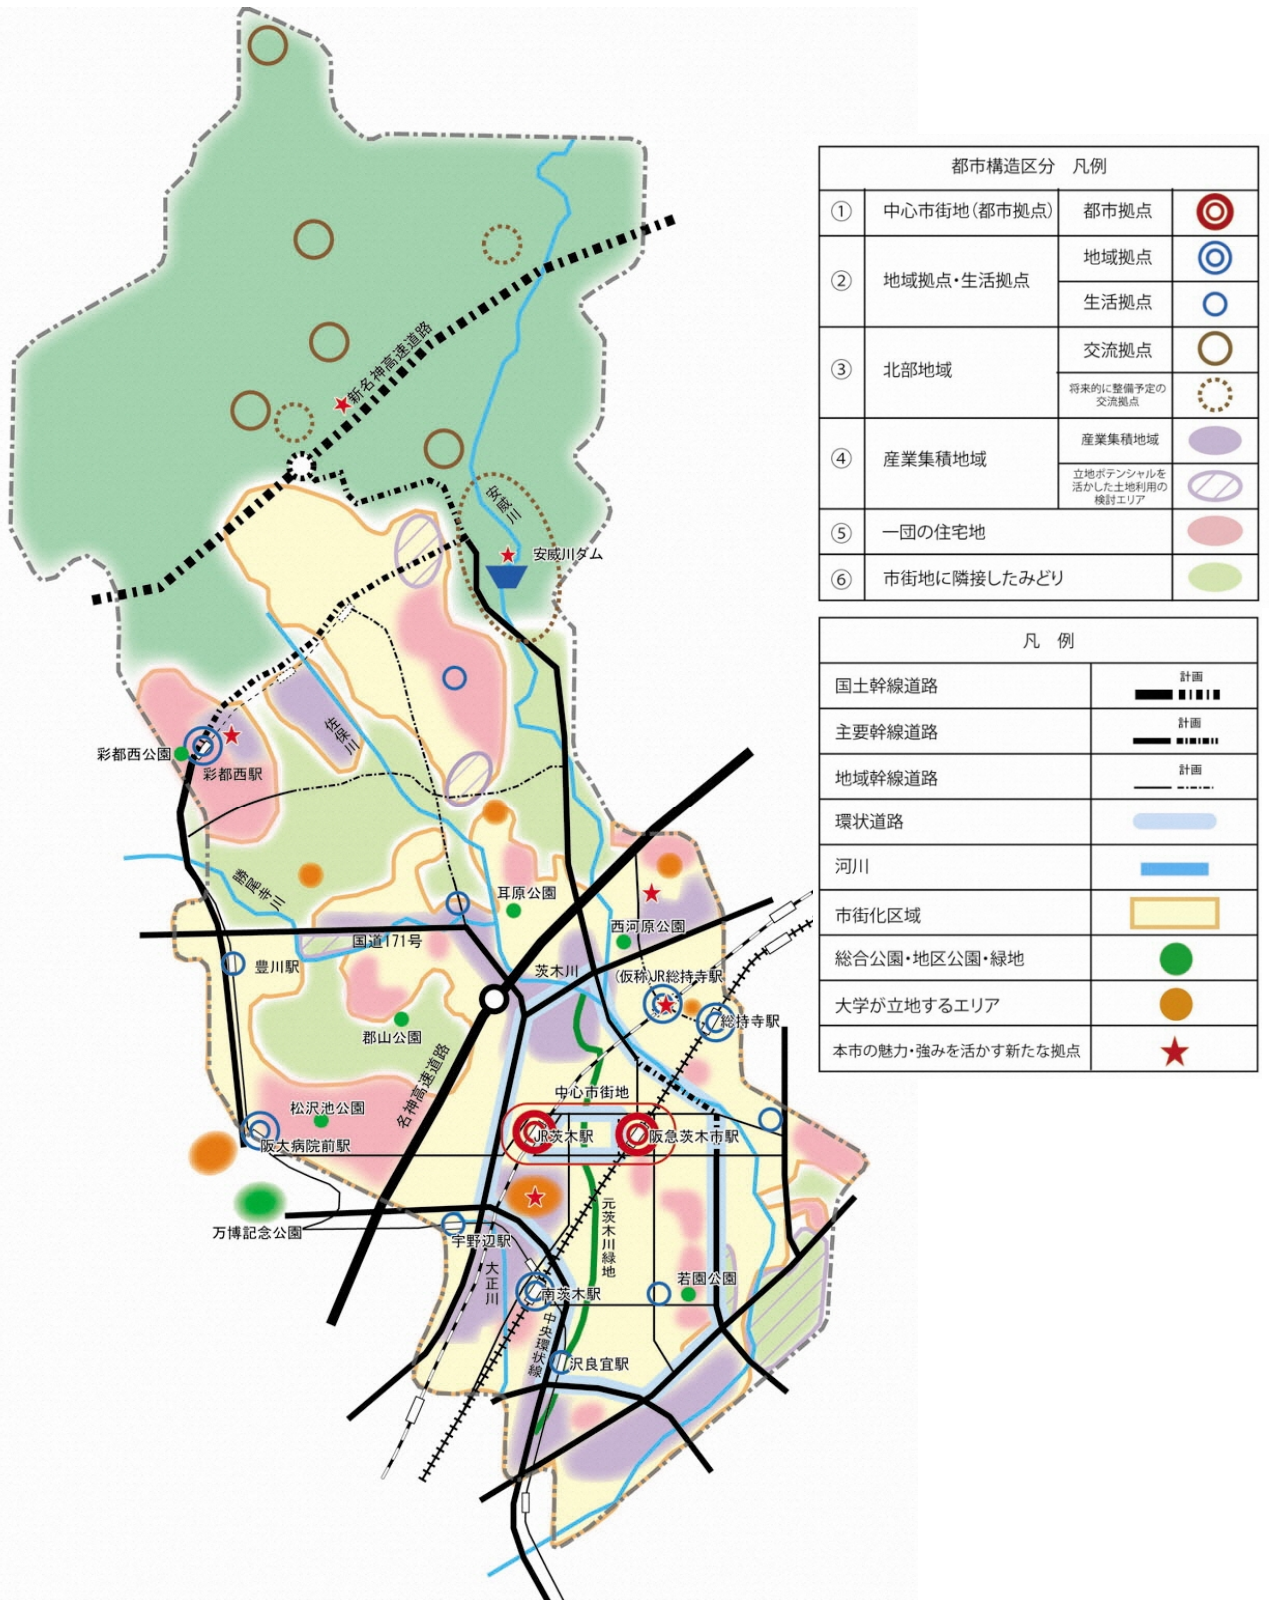 新名神高速道路
安威川
安威川ダム
佐保川
彩都西公園
彩都西駅
勝尾寺川
耳原公園
西河原公園
国道171号
豊川駅
茨木川
(仮称)JR総持寺駅
総持寺駅
郡山公園
名神高速道路
中心市街地
松沢池公園
JR茨木駅
阪急茨木市駅
阪大病院前駅
万博記念公園
元茨木川緑地
宇野辺駅
大正川
南茨木駅
若園公園
中央環状線
沢良宜駅
都市構造区分 凡例
① 中心市街地(都市拠点) 都市拠点
② 地域拠点・生活拠点 地域拠点
生活拠点
③ 北部地域 交流拠点
将来的に整備予定の
交流拠点
④ 産業集積地域 産業集積地域
立地ポテンシャルを
活かした土地利用の
検討エリア
⑤ 一団の住宅地
⑥ 市街地に隣接したみどり
凡 例
国土幹線道路 計画
主要幹線道路 計画
地域幹線道路 計画
環状道路
河川
市街化区域
総合公園・地区公園・緑地
大学が立地するエリア
本市の魅力・強みを活かす新たな拠点